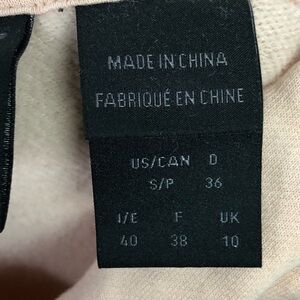 MADE IN CHINA
FABRIQUÉ EN CHINE
US/CAN D
S/P 36
I/E F UK
40 38 10